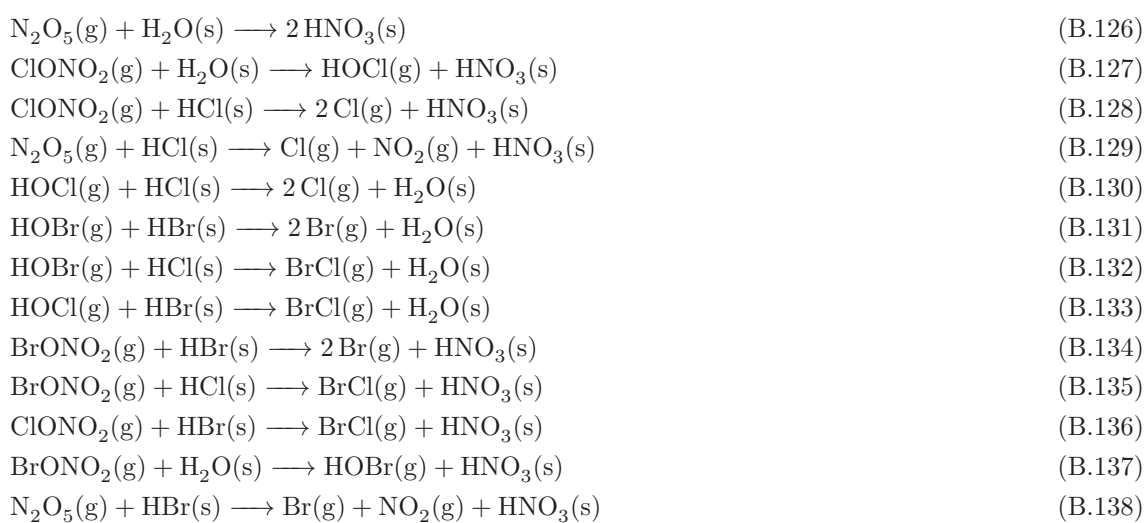 N₂O₅(g) + H₂O(s) ⟶ 2 HNO₃(s) (B.126)
ClONO₂(g) + H₂O(s) ⟶ HOCl(g) + HNO₃(s) (B.127)
ClONO₂(g) + HCl(s) ⟶ 2 Cl(g) + HNO₃(s) (B.128)
N₂O₅(g) + HCl(s) ⟶ Cl(g) + NO₂(g) + HNO₃(s) (B.129)
HOCl(g) + HCl(s) ⟶ 2 Cl(g) + H₂O(s) (B.130)
HOBr(g) + HBr(s) ⟶ 2 Br(g) + H₂O(s) (B.131)
HOBr(g) + HCl(s) ⟶ BrCl(g) + H₂O(s) (B.132)
HOCl(g) + HBr(s) ⟶ BrCl(g) + H₂O(s) (B.133)
BrONO₂(g) + HBr(s) ⟶ 2 Br(g) + HNO₃(s) (B.134)
BrONO₂(g) + HCl(s) ⟶ BrCl(g) + HNO₃(s) (B.135)
ClONO₂(g) + HBr(s) ⟶ BrCl(g) + HNO₃(s) (B.136)
BrONO₂(g) + H₂O(s) ⟶ HOBr(g) + HNO₃(s) (B.137)
N₂O₅(g) + HBr(s) ⟶ Br(g) + NO₂(g) + HNO₃(s) (B.138)